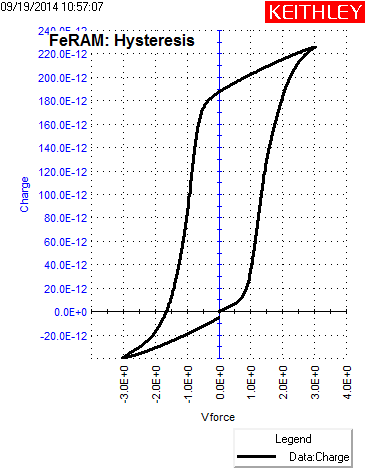 09/19/2014 10:57:07
KEITHLEY
FeRAM: Hysteresis
240.0E-12
220.0E-12
200.0E-12
180.0E-12
160.0E-12
140.0E-12
120.0E-12
100.0E-12
80.0E-12
60.0E-12
40.0E-12
20.0E-12
0.0E+0
-20.0E-12
Charge
-3.0E+0
-2.0E+0
-1.0E+0
0.0E+0
1.0E+0
2.0E+0
3.0E+0
4.0E+0
Vforce
Legend
Data:Charge